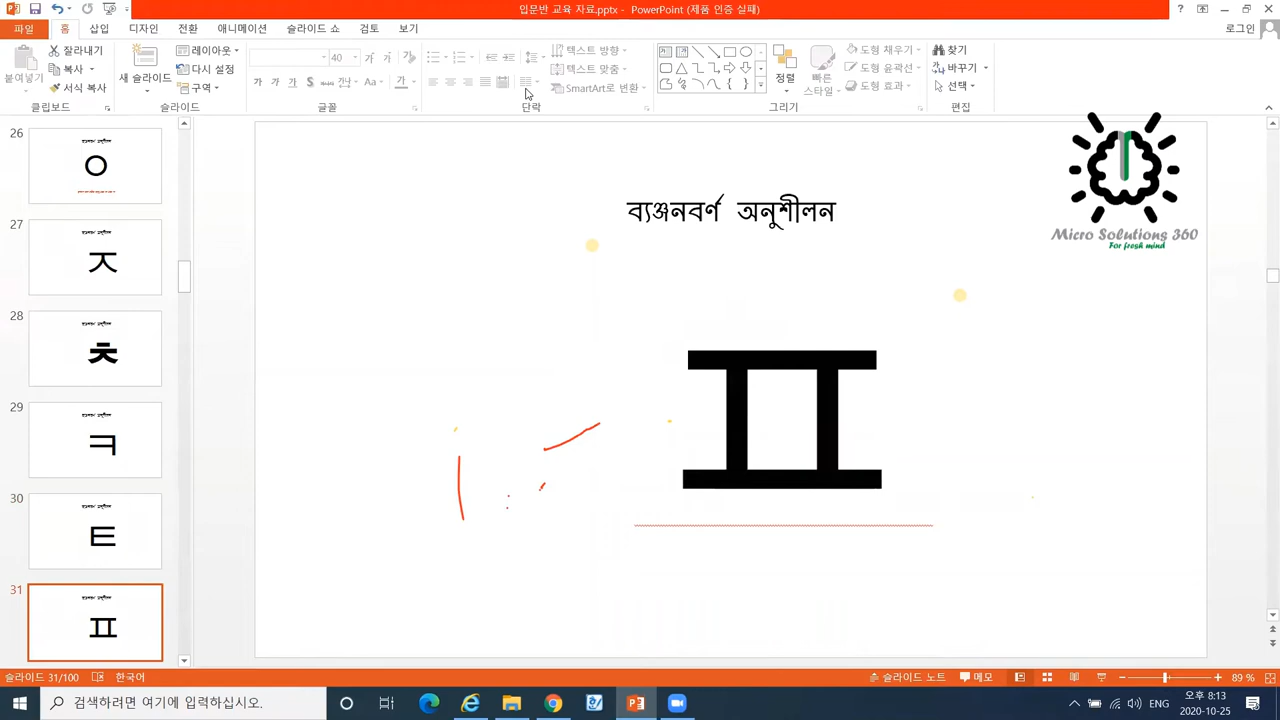 입문반 교육 자료.pptx - PowerPoint (제품 인증 실패)
파일 홈 삽입 디자인 전환 애니메이션 슬라이드 쇼 검토 보기
로그인
붙여넣기 잘라내기 복사 서식 복사
클립보드
새 슬라이드 레이아웃 다시 설정 구역
슬라이드
40
글꼴
텍스트 방향 텍스트 맞춤 SmartArt로 변환
단락
정렬 빠른 스타일 도형 채우기 도형 윤곽선 도형 효과
그리기
찾기 바꾸기 선택
편집
26
ㅇ
27
ㅈ
28
ㅊ
29
ㅋ
30
ㅌ
31
ব্যঞ্জনবর্ণ অনুশীলন
ㅍ
ব্যঞ্জনবর্ণ অনুশীলন
ㅍ
Micro Solutions 360
For fresh mind
슬라이드 31/100 한국어 슬라이드 노트 메모 89 %
검색하려면 여기에 입력하십시오.
ENG
오후 8:13
2020-10-25